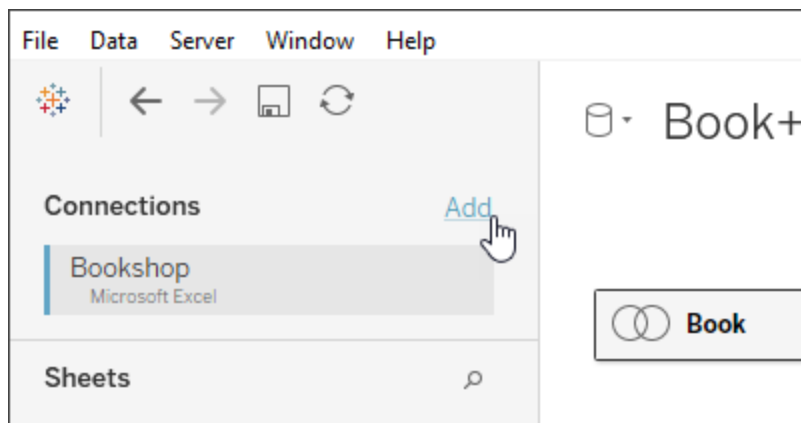 File Data Server Window Help
Book+
Connections Add
Bookshop
Microsoft Excel
Book
Sheets